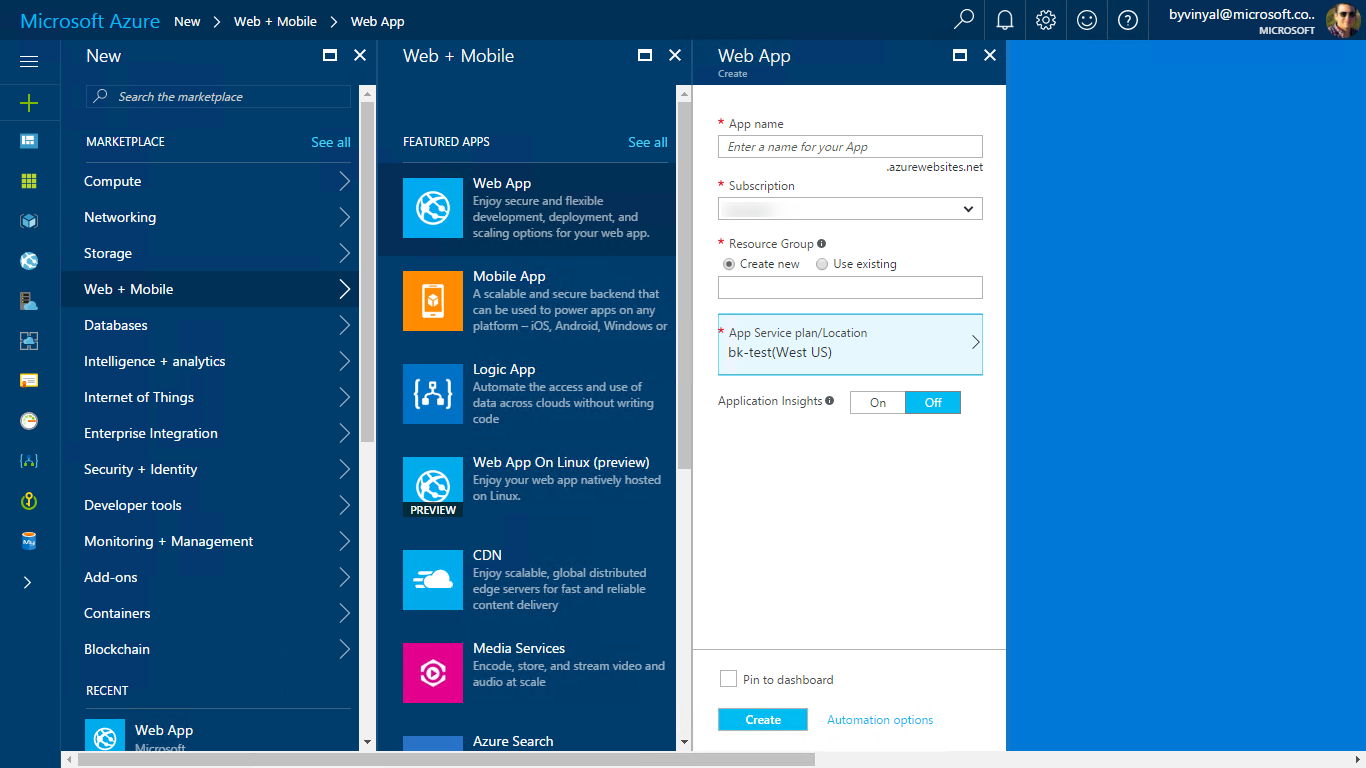 Microsoft Azure New Web + Mobile Web App
byvinyal@microsoft.co..
MICROSOFT
New
Search the marketplace
MARKETPLACE See all
Compute
Networking
Storage
Web + Mobile
Databases
Intelligence + analytics
Internet of Things
Enterprise Integration
Security + Identity
Developer tools
Monitoring + Management
Add-ons
Containers
Blockchain
RECENT
Web App
Microsoft
Web + Mobile
FEATURED APPS See all
Web App
Enjoy secure and flexible
development, deployment, and
scaling options for your web app.
Mobile App
A scalable and secure backend that
can be used to power apps on any
platform – iOS, Android, Windows or
Logic App
Automate the access and use of
data across clouds without writing
code
Web App On Linux (preview)
Enjoy your web app natively hosted
on Linux.
PREVIEW
CDN
Enjoy scalable, global distributed
edge servers for fast and reliable
content delivery
Media Services
Encode, store, and stream video and
audio at scale
Azure Search
Web App
Create
* App name
Enter a name for your App
.azurewebsites.net
* Subscription
* Resource Group
Create new Use existing
* App Service plan/Location
bk-test(West US)
Application Insights On Off
Pin to dashboard
Create Automation options